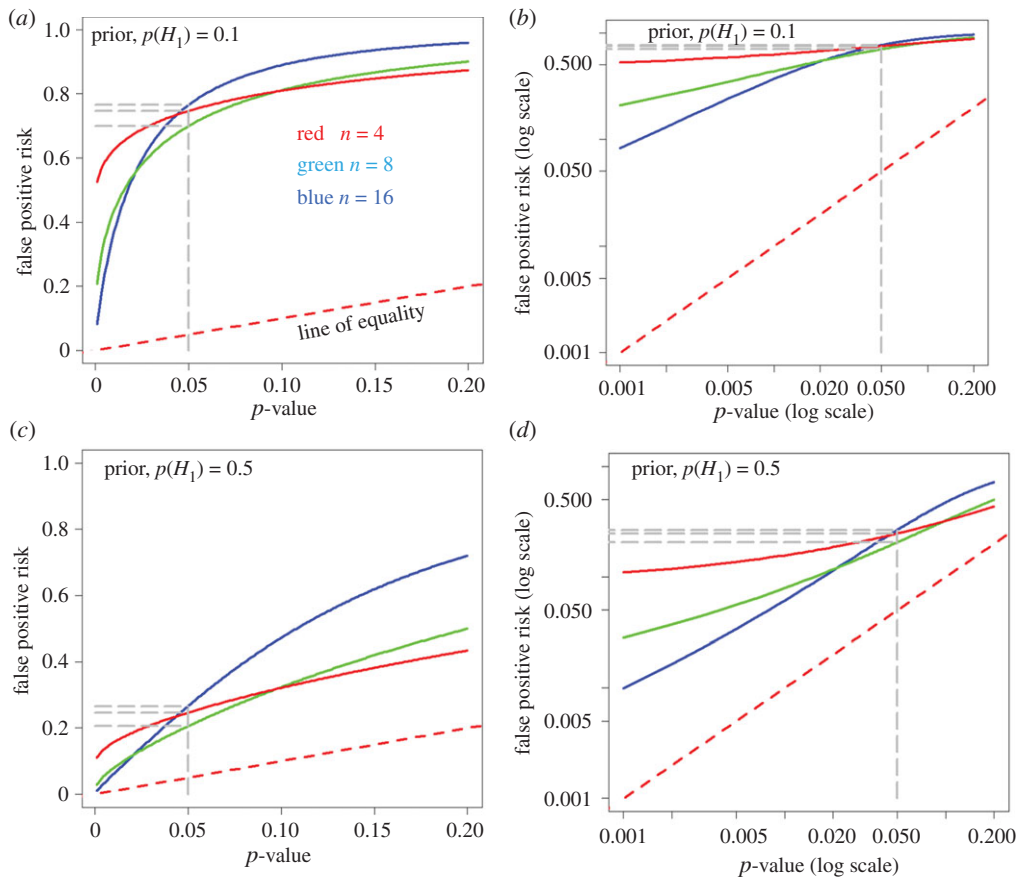 (a)
prior, p(H1) = 0.1
1.0
0.8
0.6
0.4
0.2
0
false positive risk
red n = 4
green n = 8
blue n = 16
line of equality
0 0.05 0.10 0.15 0.20
p-value
(b)
prior, p(H1) = 0.1
0.500
0.050
0.005
0.001
false positive risk (log scale)
0.001 0.005 0.020 0.050 0.200
p-value (log scale)
(c)
prior, p(H1) = 0.5
1.0
0.8
0.6
0.4
0.2
0
false positive risk
0 0.05 0.10 0.15 0.20
p-value
(d)
prior, p(H1) = 0.5
0.500
0.050
0.005
0.001
false positive risk (log scale)
0.001 0.005 0.020 0.050 0.200
p-value (log scale)